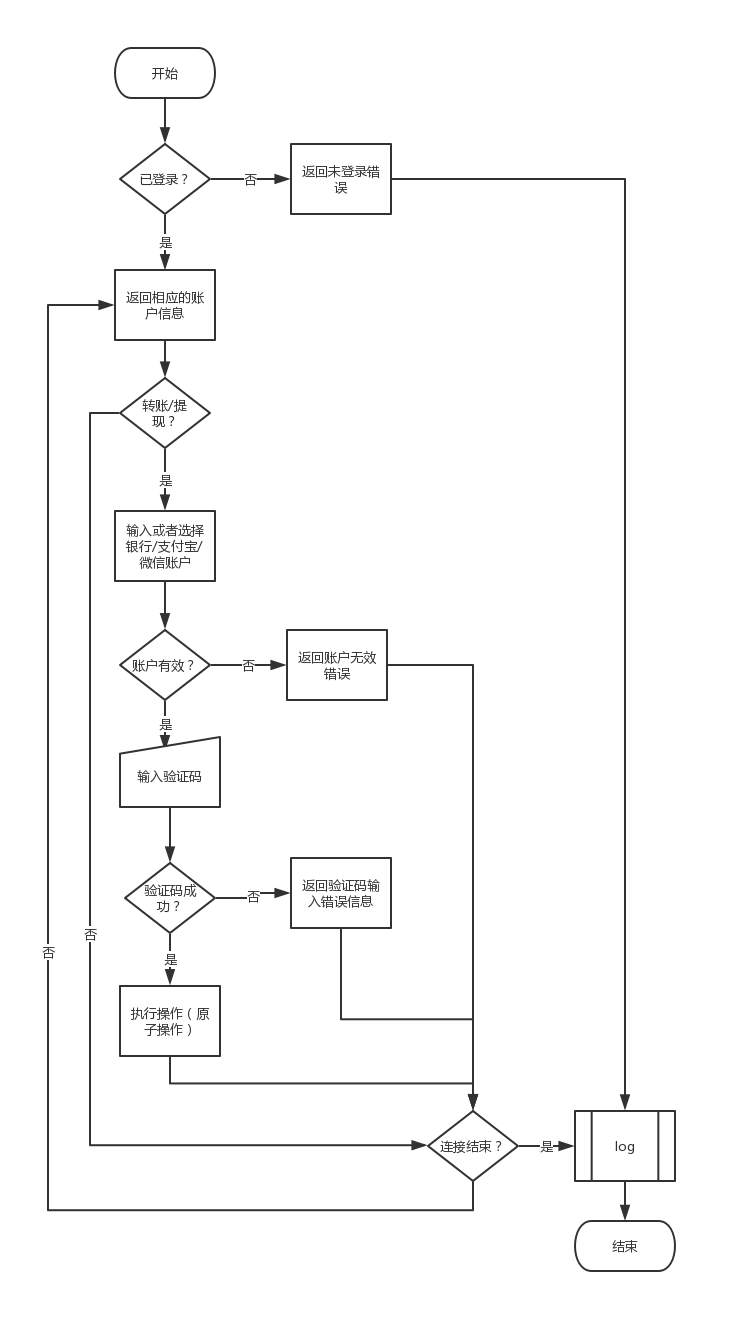 开始
已登录？
否
返回未登录错
误
是
返回相应的账
户信息
转账/提
现？
是
输入或者选择
银行/支付宝/
微信账户
账户有效？
否
返回账户无效
错误
是
输入验证码
验证码成
功？
否
返回验证码输
入错误信息
否
否
是
执行操作（原
子操作）
连接结束？
是
log
结束